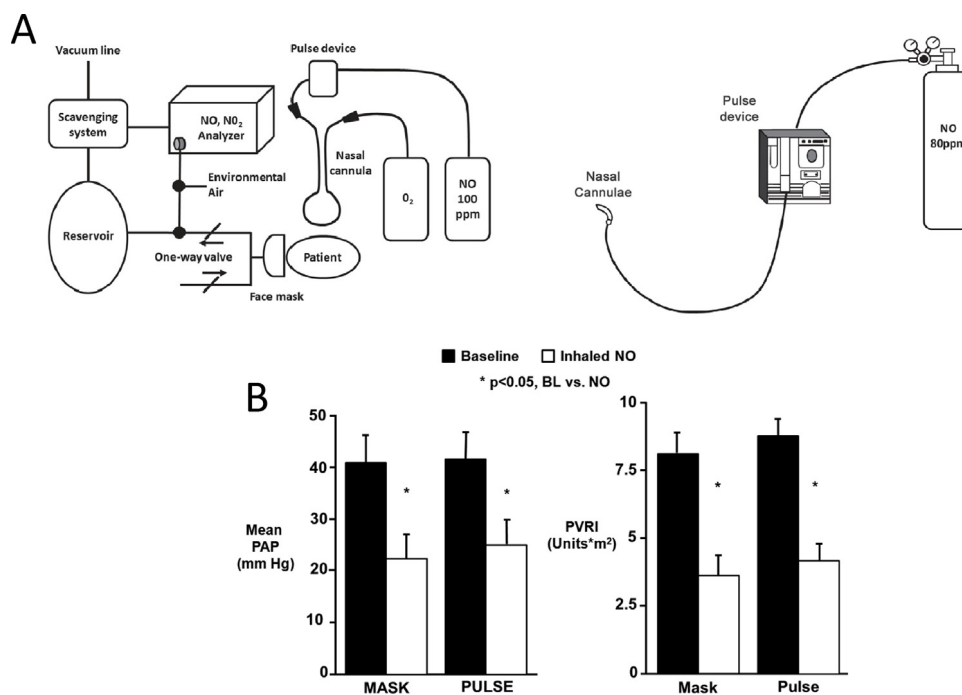 A
Vacuum line
Scavenging
system
NO, N0₂
Analyzer
Pulse device
Nasal
cannula
Environmental
Air
0₂
NO
100
ppm
Reservoir
One-way valve
Patient
Face mask
Pulse
device
NO
80ppm
Nasal
Cannulae
Baseline
Inhaled NO
* p<0.05, BL vs. NO
B
50
40
30
20
10
0
Mean
PAP
(mm Hg)
*
*
MASK
PULSE
10
7.5
5
2.5
0
PVRI
(Units*m²)
*
*
Mask
Pulse